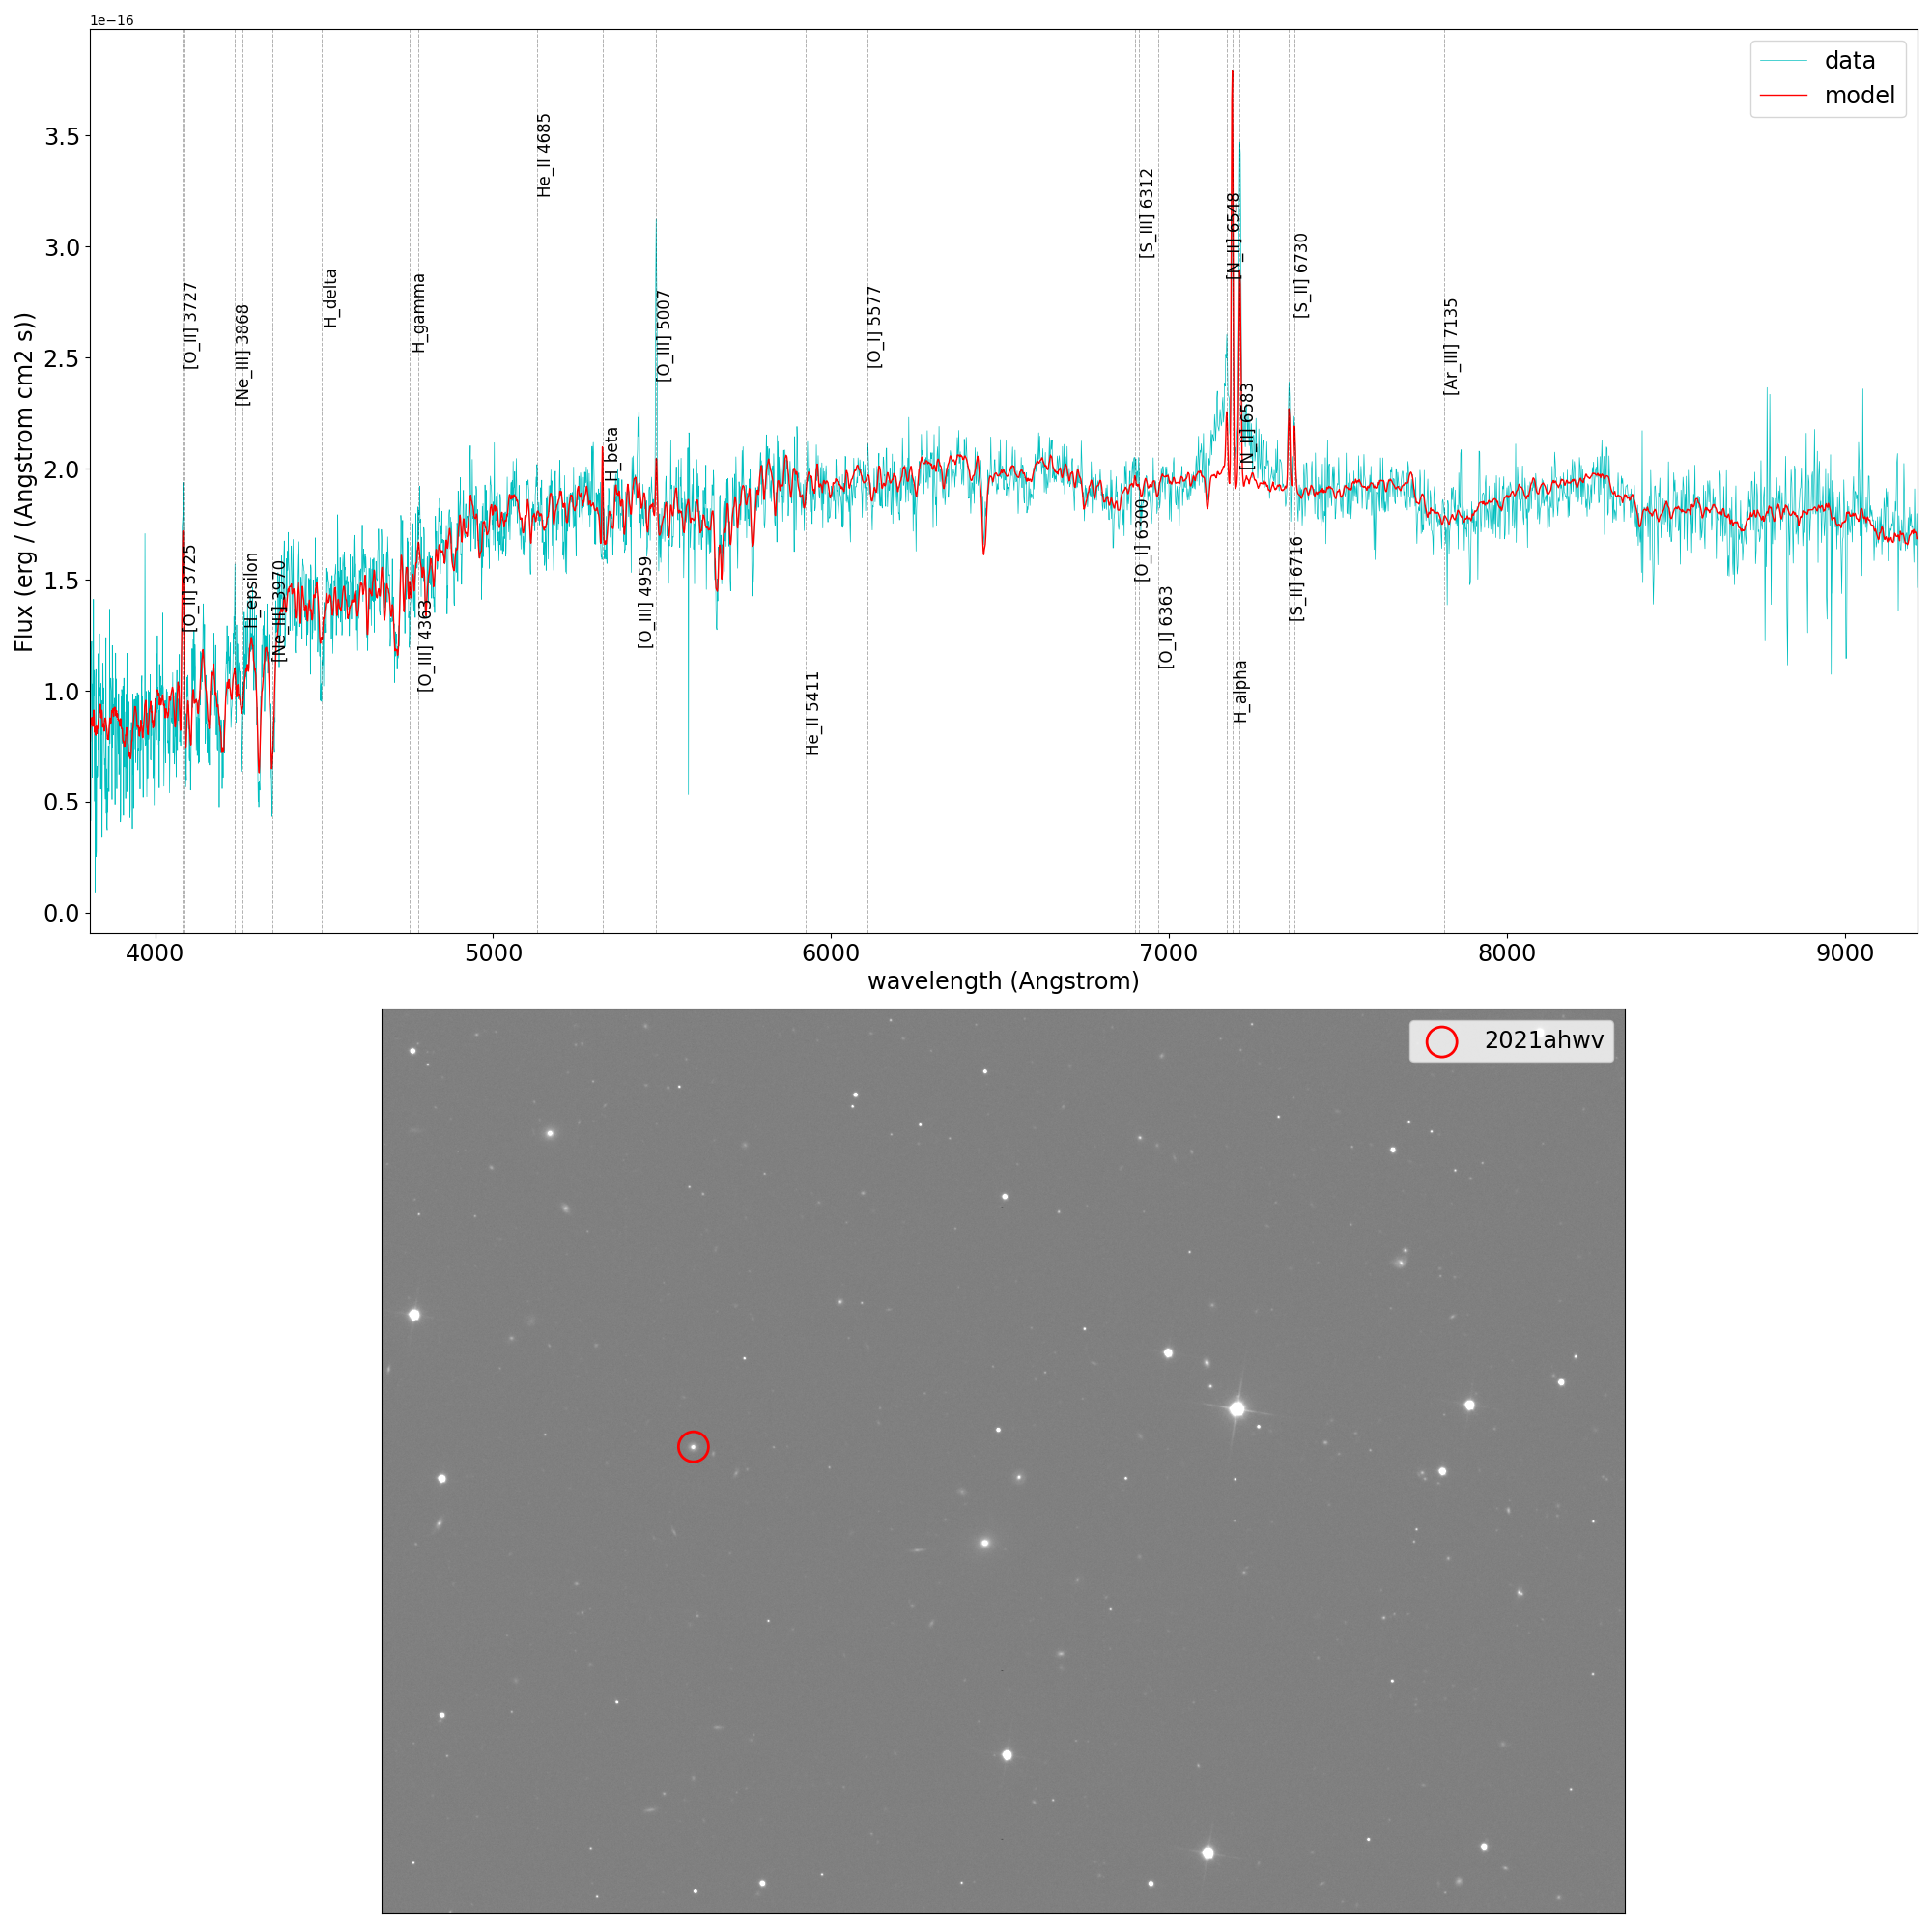 1e−16
data
model
He_II 4685
[S_III] 6312
[N_II] 6548
[S_II] 6730
H_delta
H_gamma
[O_II] 3727
[Ne_III] 3868
[O_III] 5007
[O_I] 5577
[Ar_III] 7135
[N_II] 6583
H_beta
[O_II] 3725
H_epsilon
[Ne_III] 3970
[O_III] 4363
[O_III] 4959
[O_I] 6300
[S_II] 6716
[O_I] 6363
H_alpha
He_II 5411
3.5
3.0
2.5
2.0
1.5
1.0
0.5
0.0
Flux (erg / (Angstrom cm2 s))
4000 5000 6000 7000 8000 9000
wavelength (Angstrom)
2021ahwv